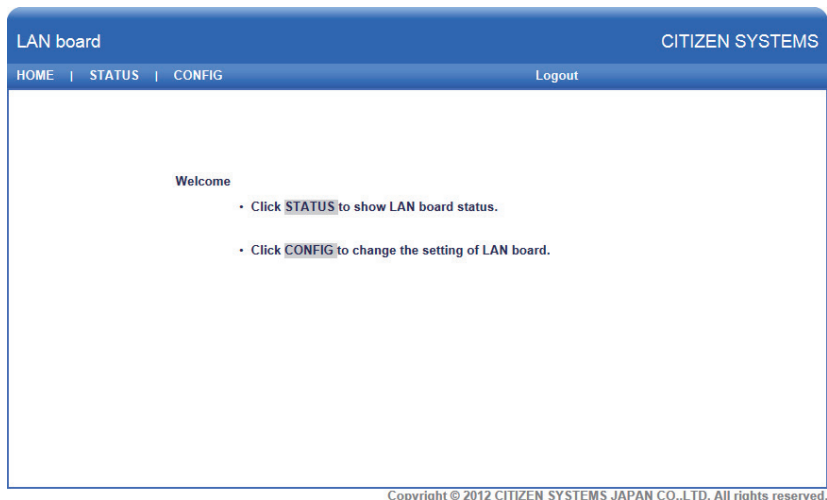 LAN board CITIZEN SYSTEMS
HOME | STATUS | CONFIG Logout
Welcome
• Click STATUS to show LAN board status.
• Click CONFIG to change the setting of LAN board.
Copyright © 2012 CITIZEN SYSTEMS JAPAN CO.,LTD. All rights reserved.